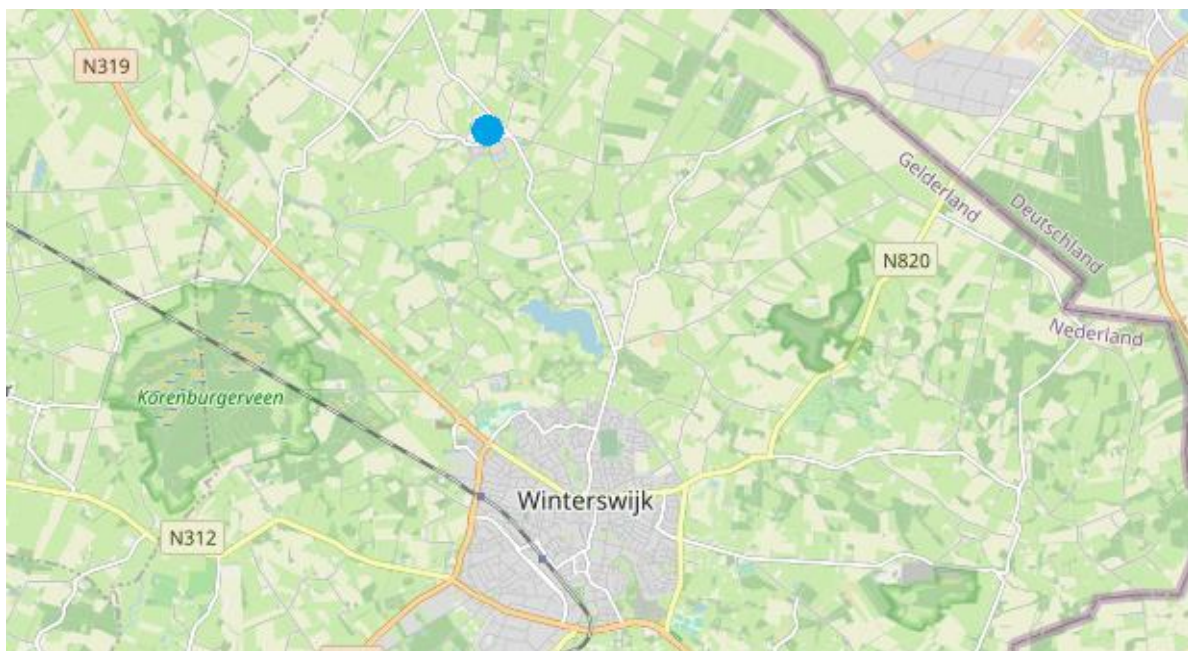 N319
Gelderland
Deutschland
N820
Nederland
Korenburgerveen
r
Winterswijk
N312